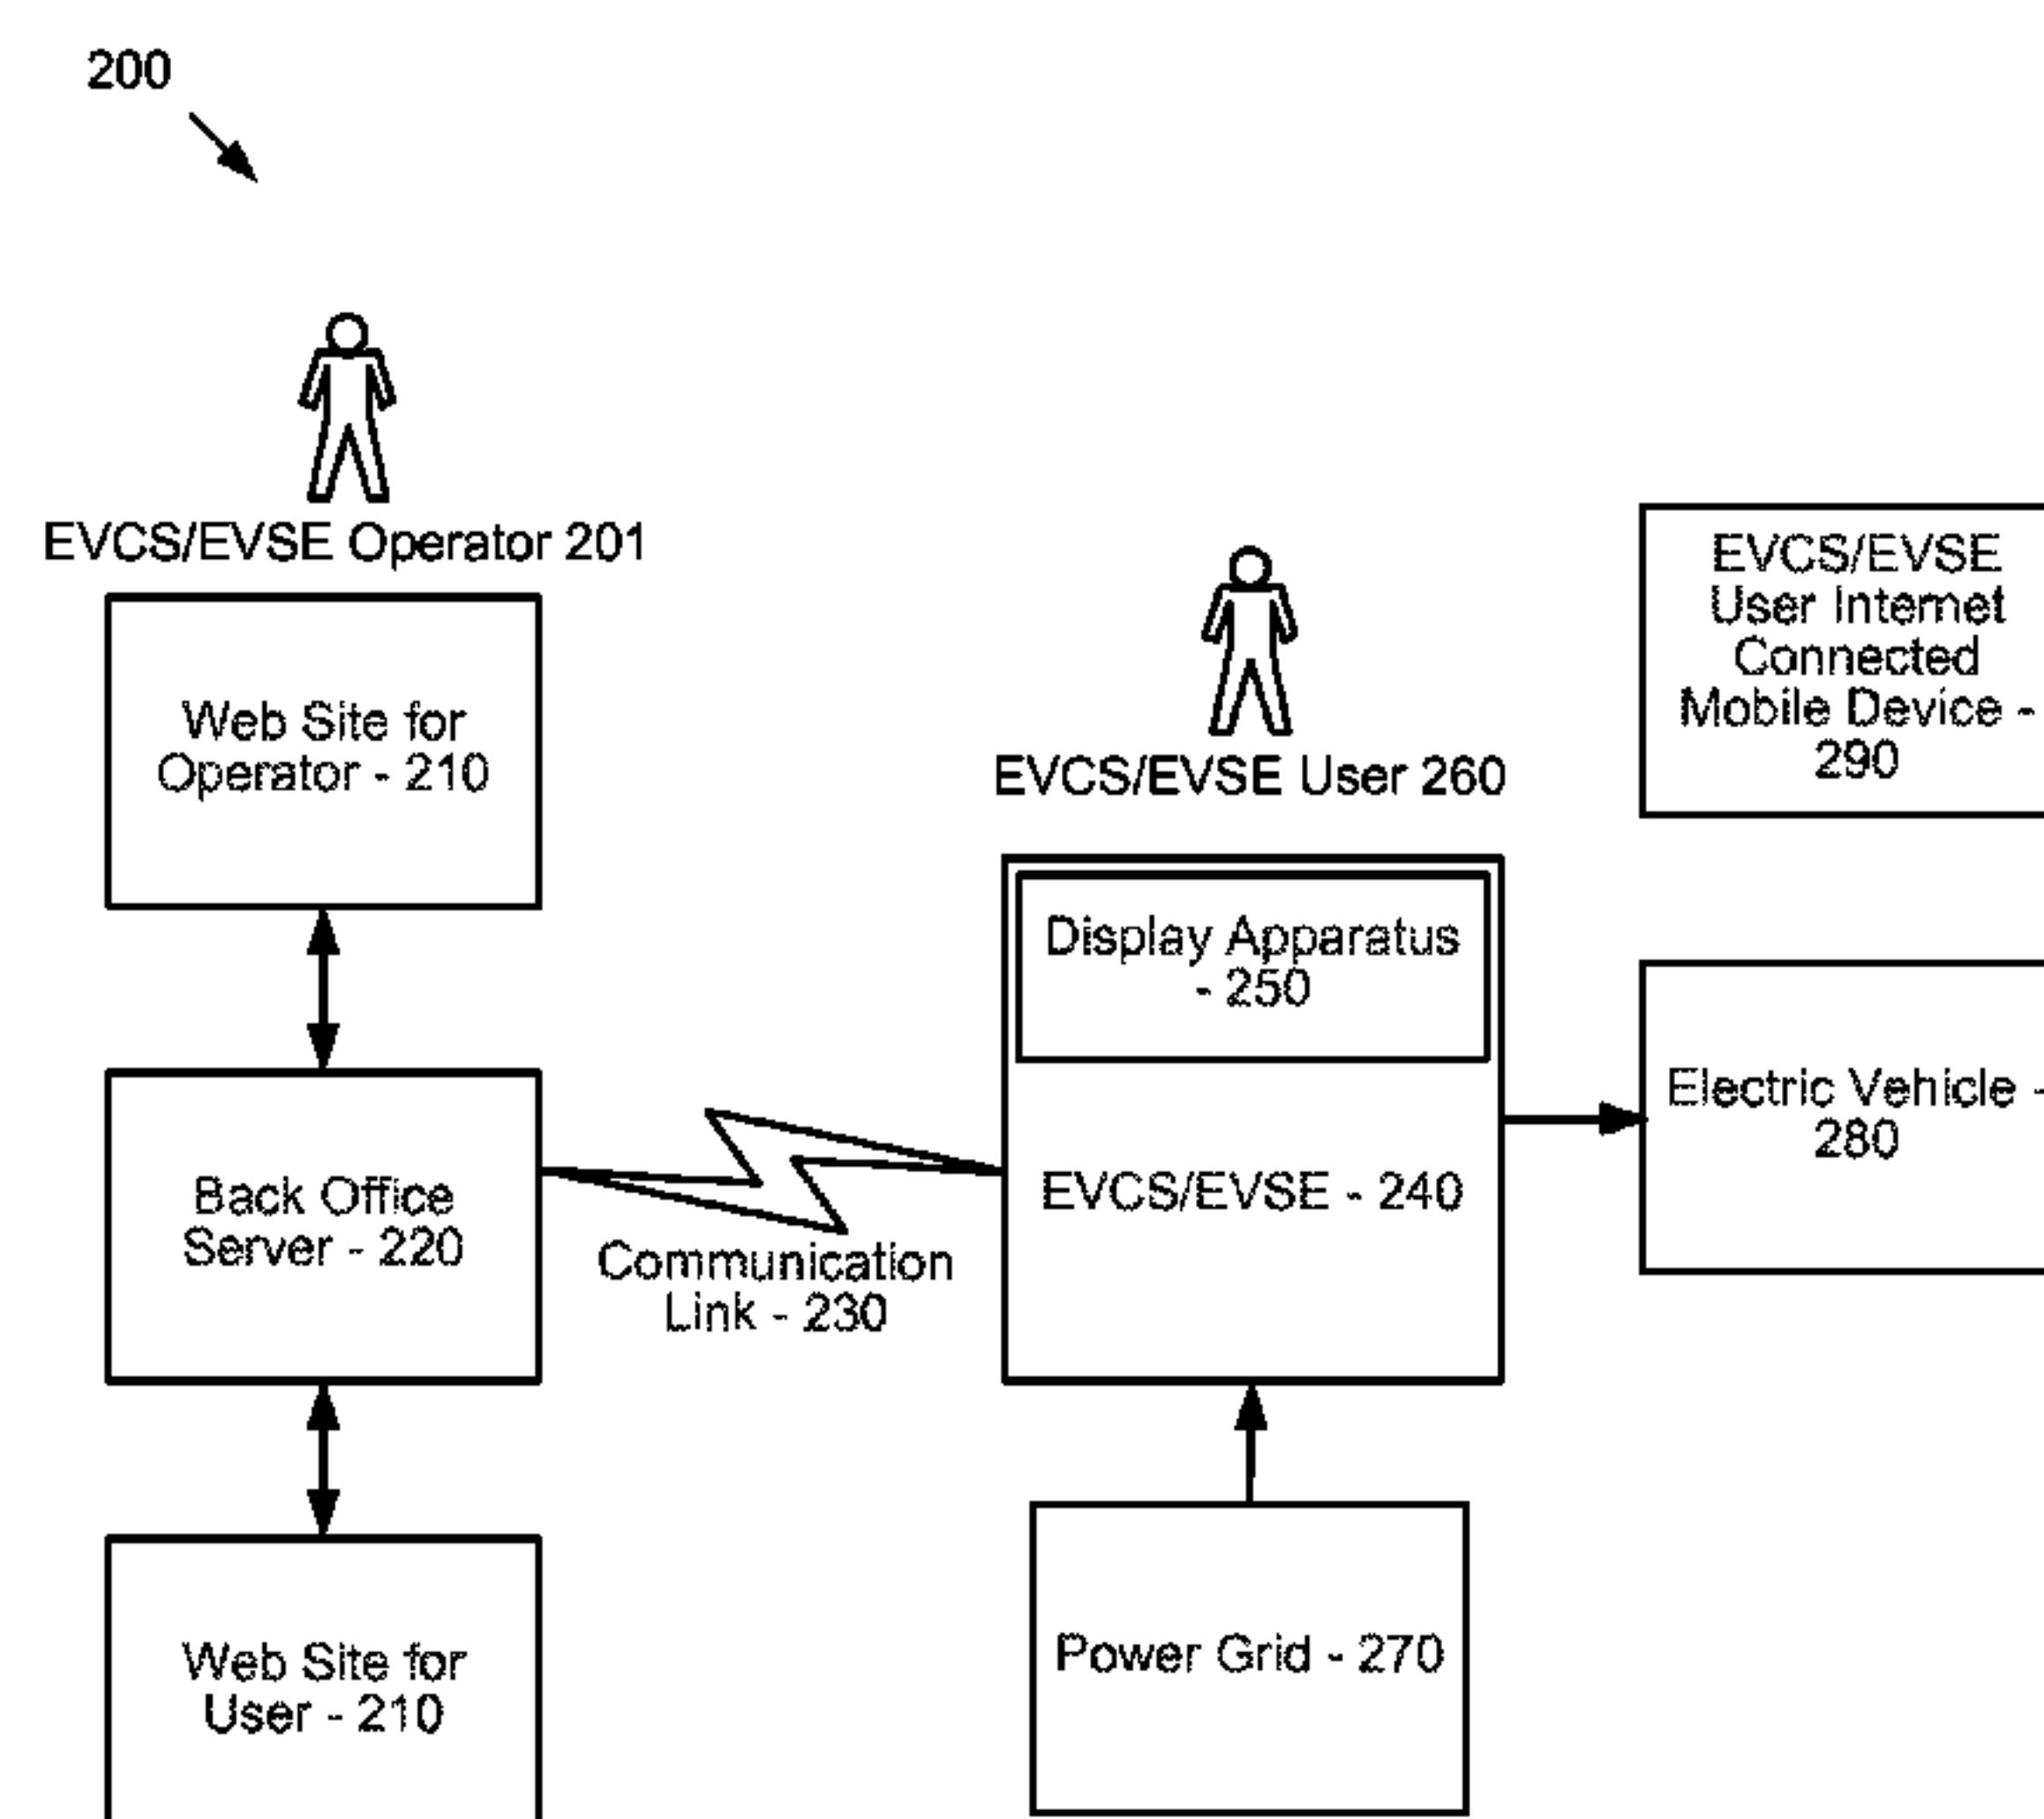 200
EVCS/EVSE Operator 201
Web Site for
Operator - 210
EVCS/EVSE User 260
EVCS/EVSE
User Internet
Connected
Mobile Device -
290
Display Apparatus
- 250
EVCS/EVSE - 240
Electric Vehicle -
280
Back Office
Server - 220
Communication
Link - 230
Web Site for
User - 210
Power Grid - 270